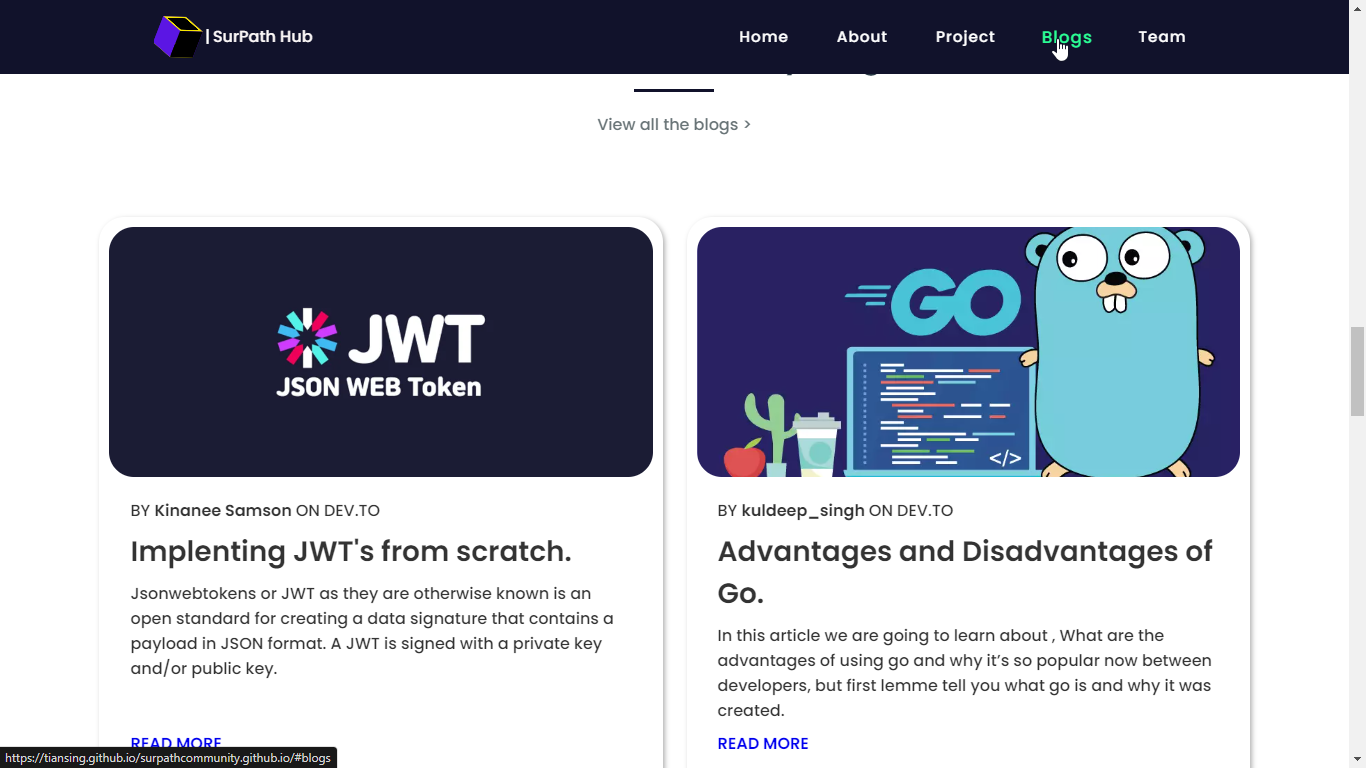 | SurPath Hub
Home
About
Project
Blogs
Team
View all the blogs >
JWT
JSON WEB Token
GO
</>
BY Kinanee Samson ON DEV.TO
Implenting JWT's from scratch.
Jsonwebtokens or JWT as they are otherwise known is an
open standard for creating a data signature that contains a
payload in JSON format. A JWT is signed with a private key
and/or public key.
READ MORE
BY kuldeep_singh ON DEV.TO
Advantages and Disadvantages of
Go.
In this article we are going to learn about , What are the
advantages of using go and why it’s so popular now between
developers, but first lemme tell you what go is and why it was
created.
READ MORE
https://tiansing.github.io/surpathcommunity.github.io/#blogs